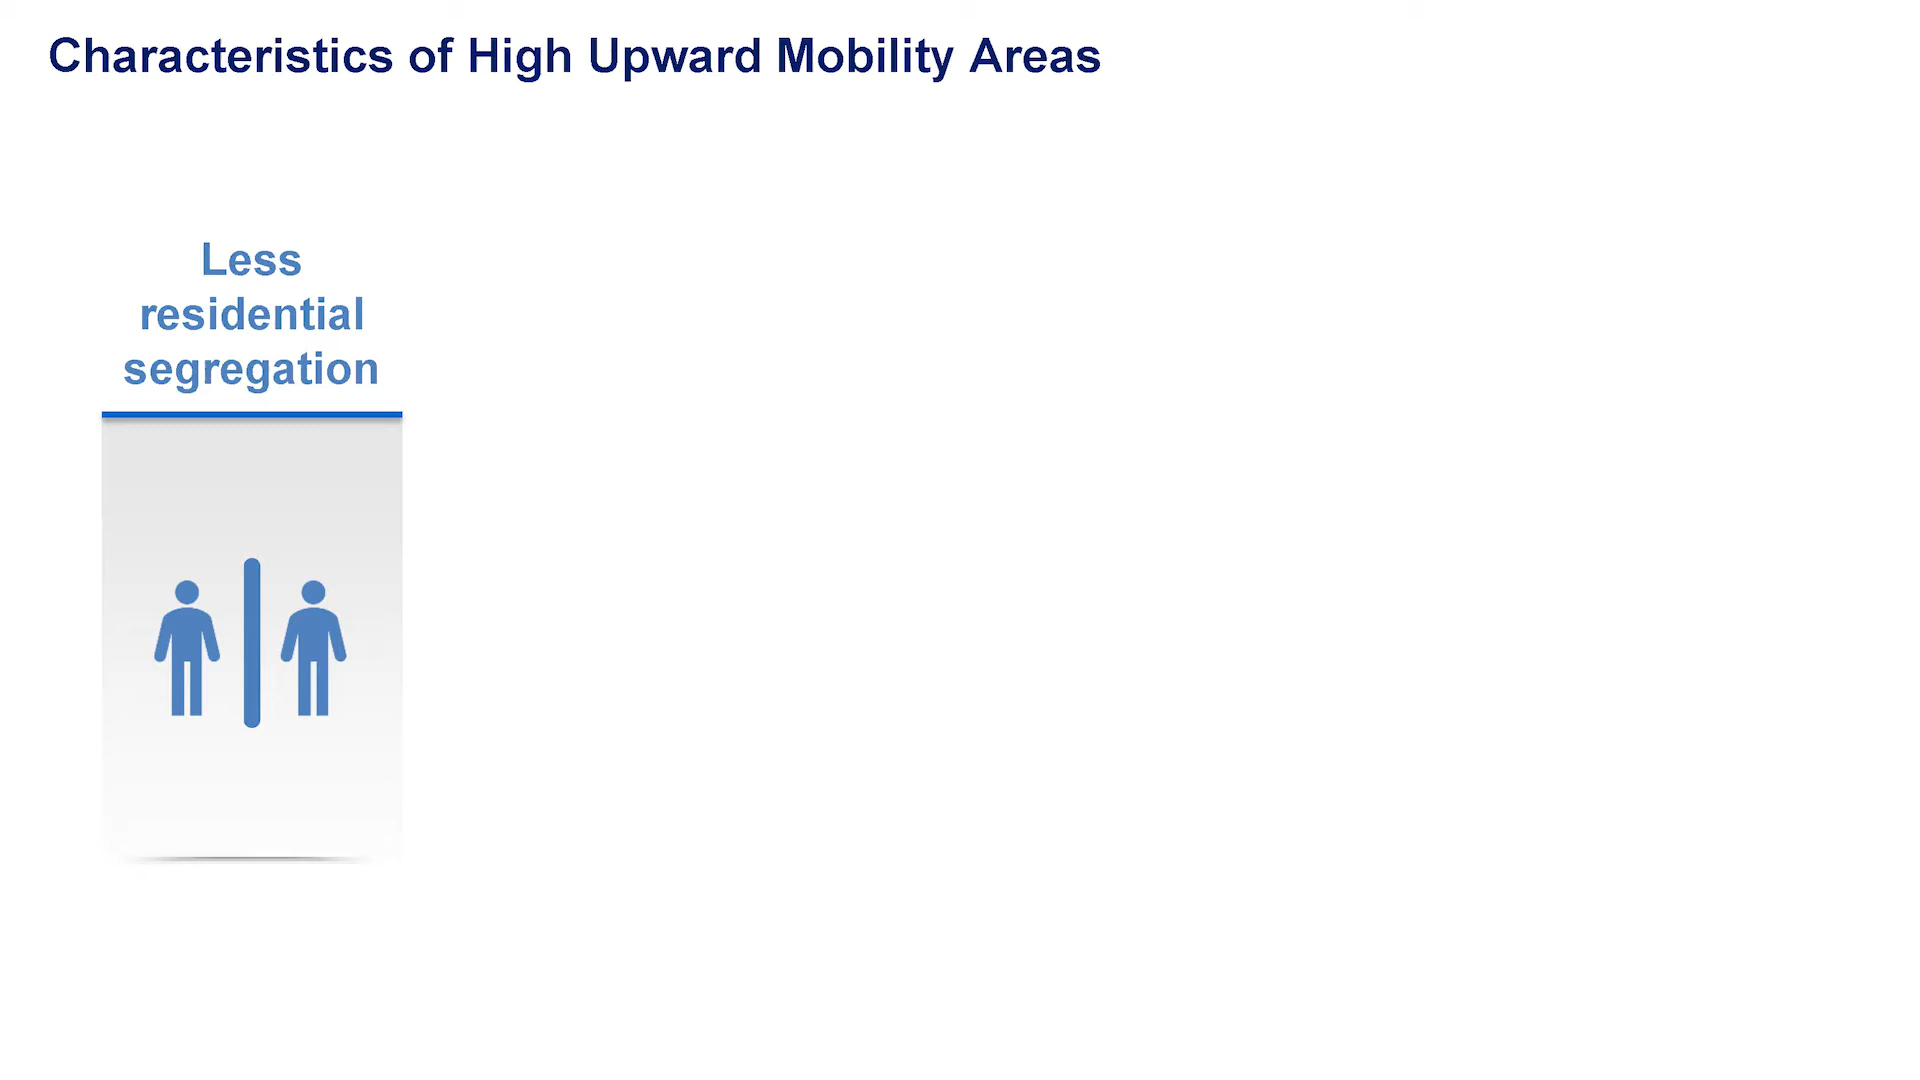 Characteristics of High Upward Mobility Areas
Less
residential
segregation